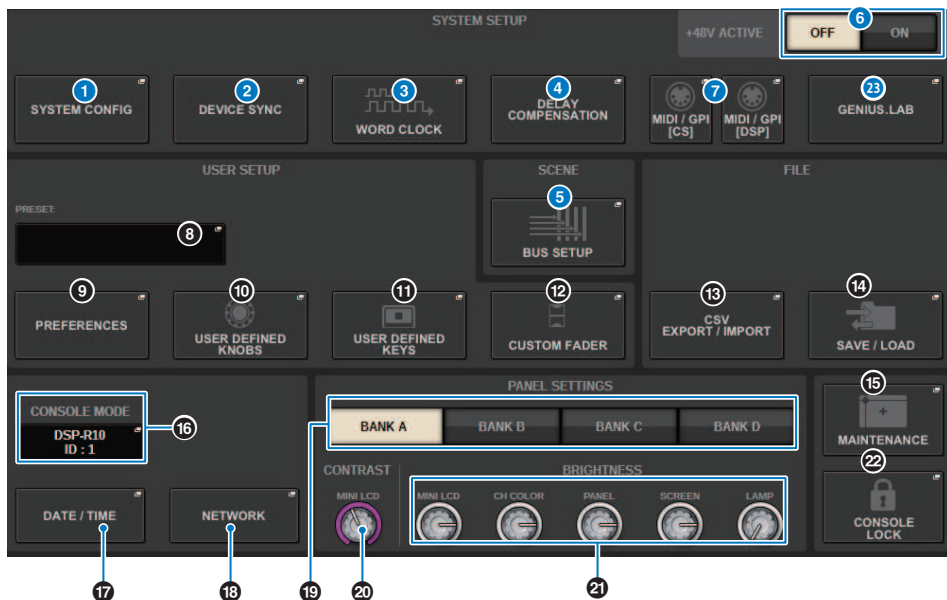 SYSTEM SETUP
+48V ACTIVE
OFF
6
ON
1
SYSTEM CONFIG
2
DEVICE SYNC
3
WORD CLOCK
4
DELAY
COMPENSATION
7
MIDI / GPI
[CS]
MIDI / GPI
[DSP]
23
GENIUS.LAB
USER SETUP
SCENE
FILE
PRESET:
8
5
BUS SETUP
9
PREFERENCES
10
USER DEFINED
KNOBS
11
USER DEFINED
KEYS
12
CUSTOM FADER
13
CSV
EXPORT / IMPORT
14
SAVE / LOAD
CONSOLE MODE
DSP-R10
ID : 1
16
PANEL SETTINGS
BANK A
BANK B
BANK C
BANK D
15
MAINTENANCE
CONTRAST
BRIGHTNESS
MINI LCD
MINI LCD
CH COLOR
PANEL
SCREEN
LAMP
22
CONSOLE
LOCK
DATE / TIME
NETWORK
17
18
19
20
21